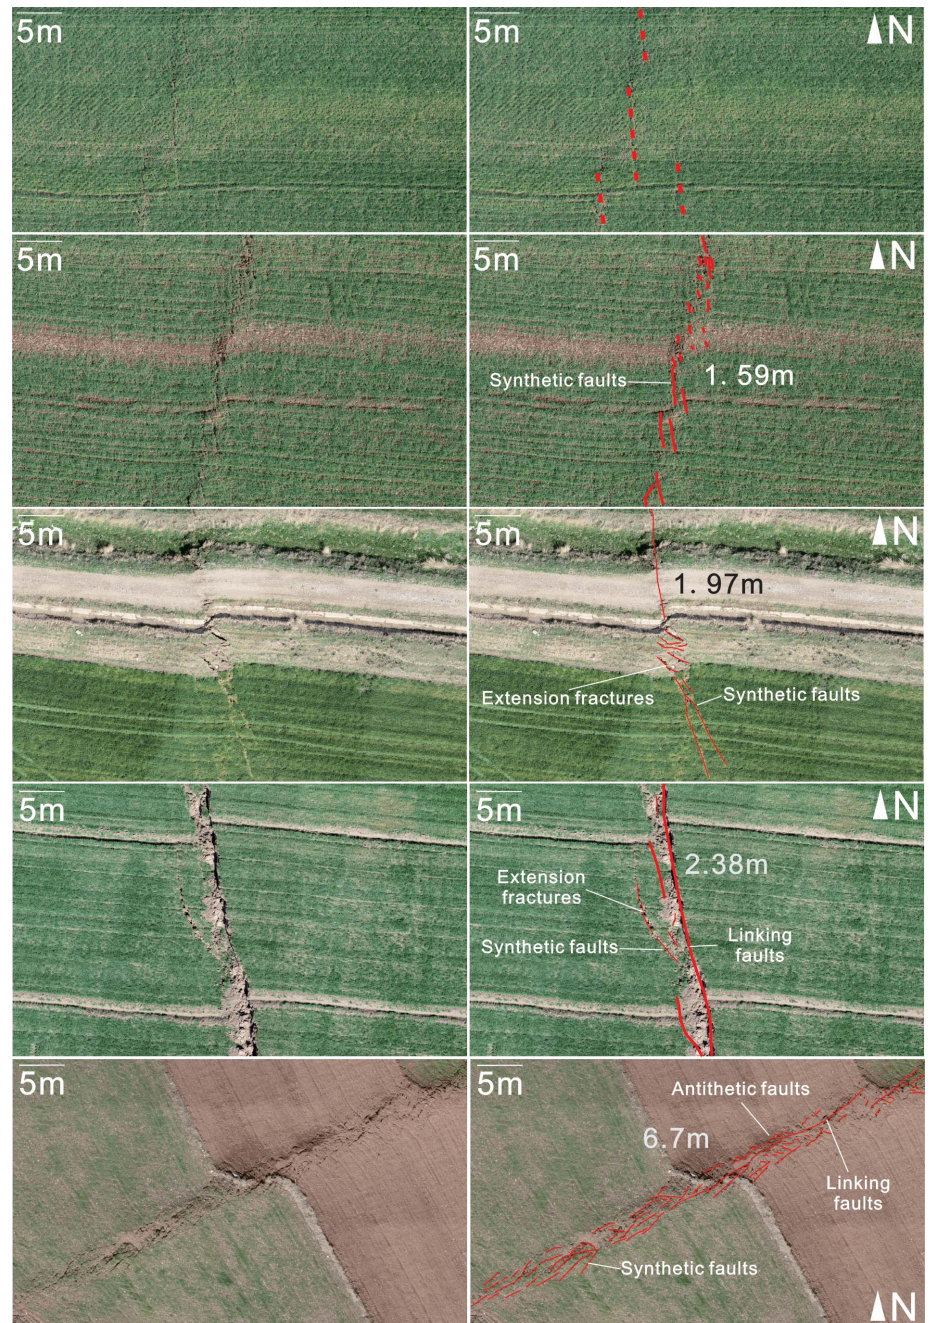 5m
5m
N
5m
5m
N
Synthetic faults
1. 59m
5m
5m
N
1. 97m
Extension fractures
Synthetic faults
5m
5m
N
2.38m
Extension
fractures
Synthetic faults
Linking
faults
5m
5m
Antithetic faults
6.7m
Linking
faults
Synthetic faults
N